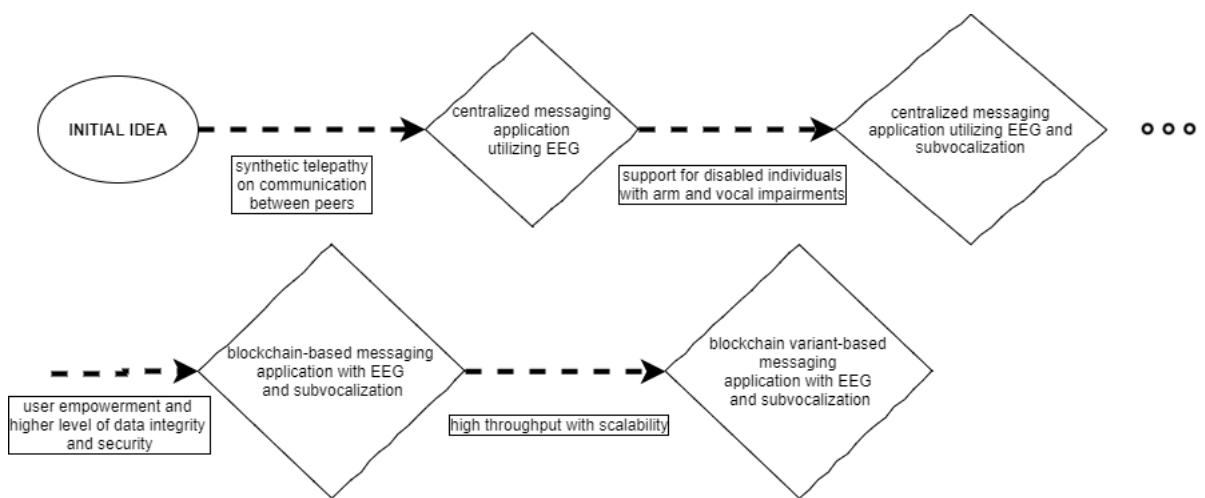 INITIAL IDEA
synthetic telepathy
on communication
between peers
centralized messaging
application
utilizing EEG
support for disabled individuals
with arm and vocal impairments
centralized messaging
application utilizing EEG and
subvocalization
user empowerment and
higher level of data integrity
and security
blockchain-based messaging
application with EEG
and subvocalization
high throughput with scalability
blockchain variant-based
messaging
application with EEG
and subvocalization